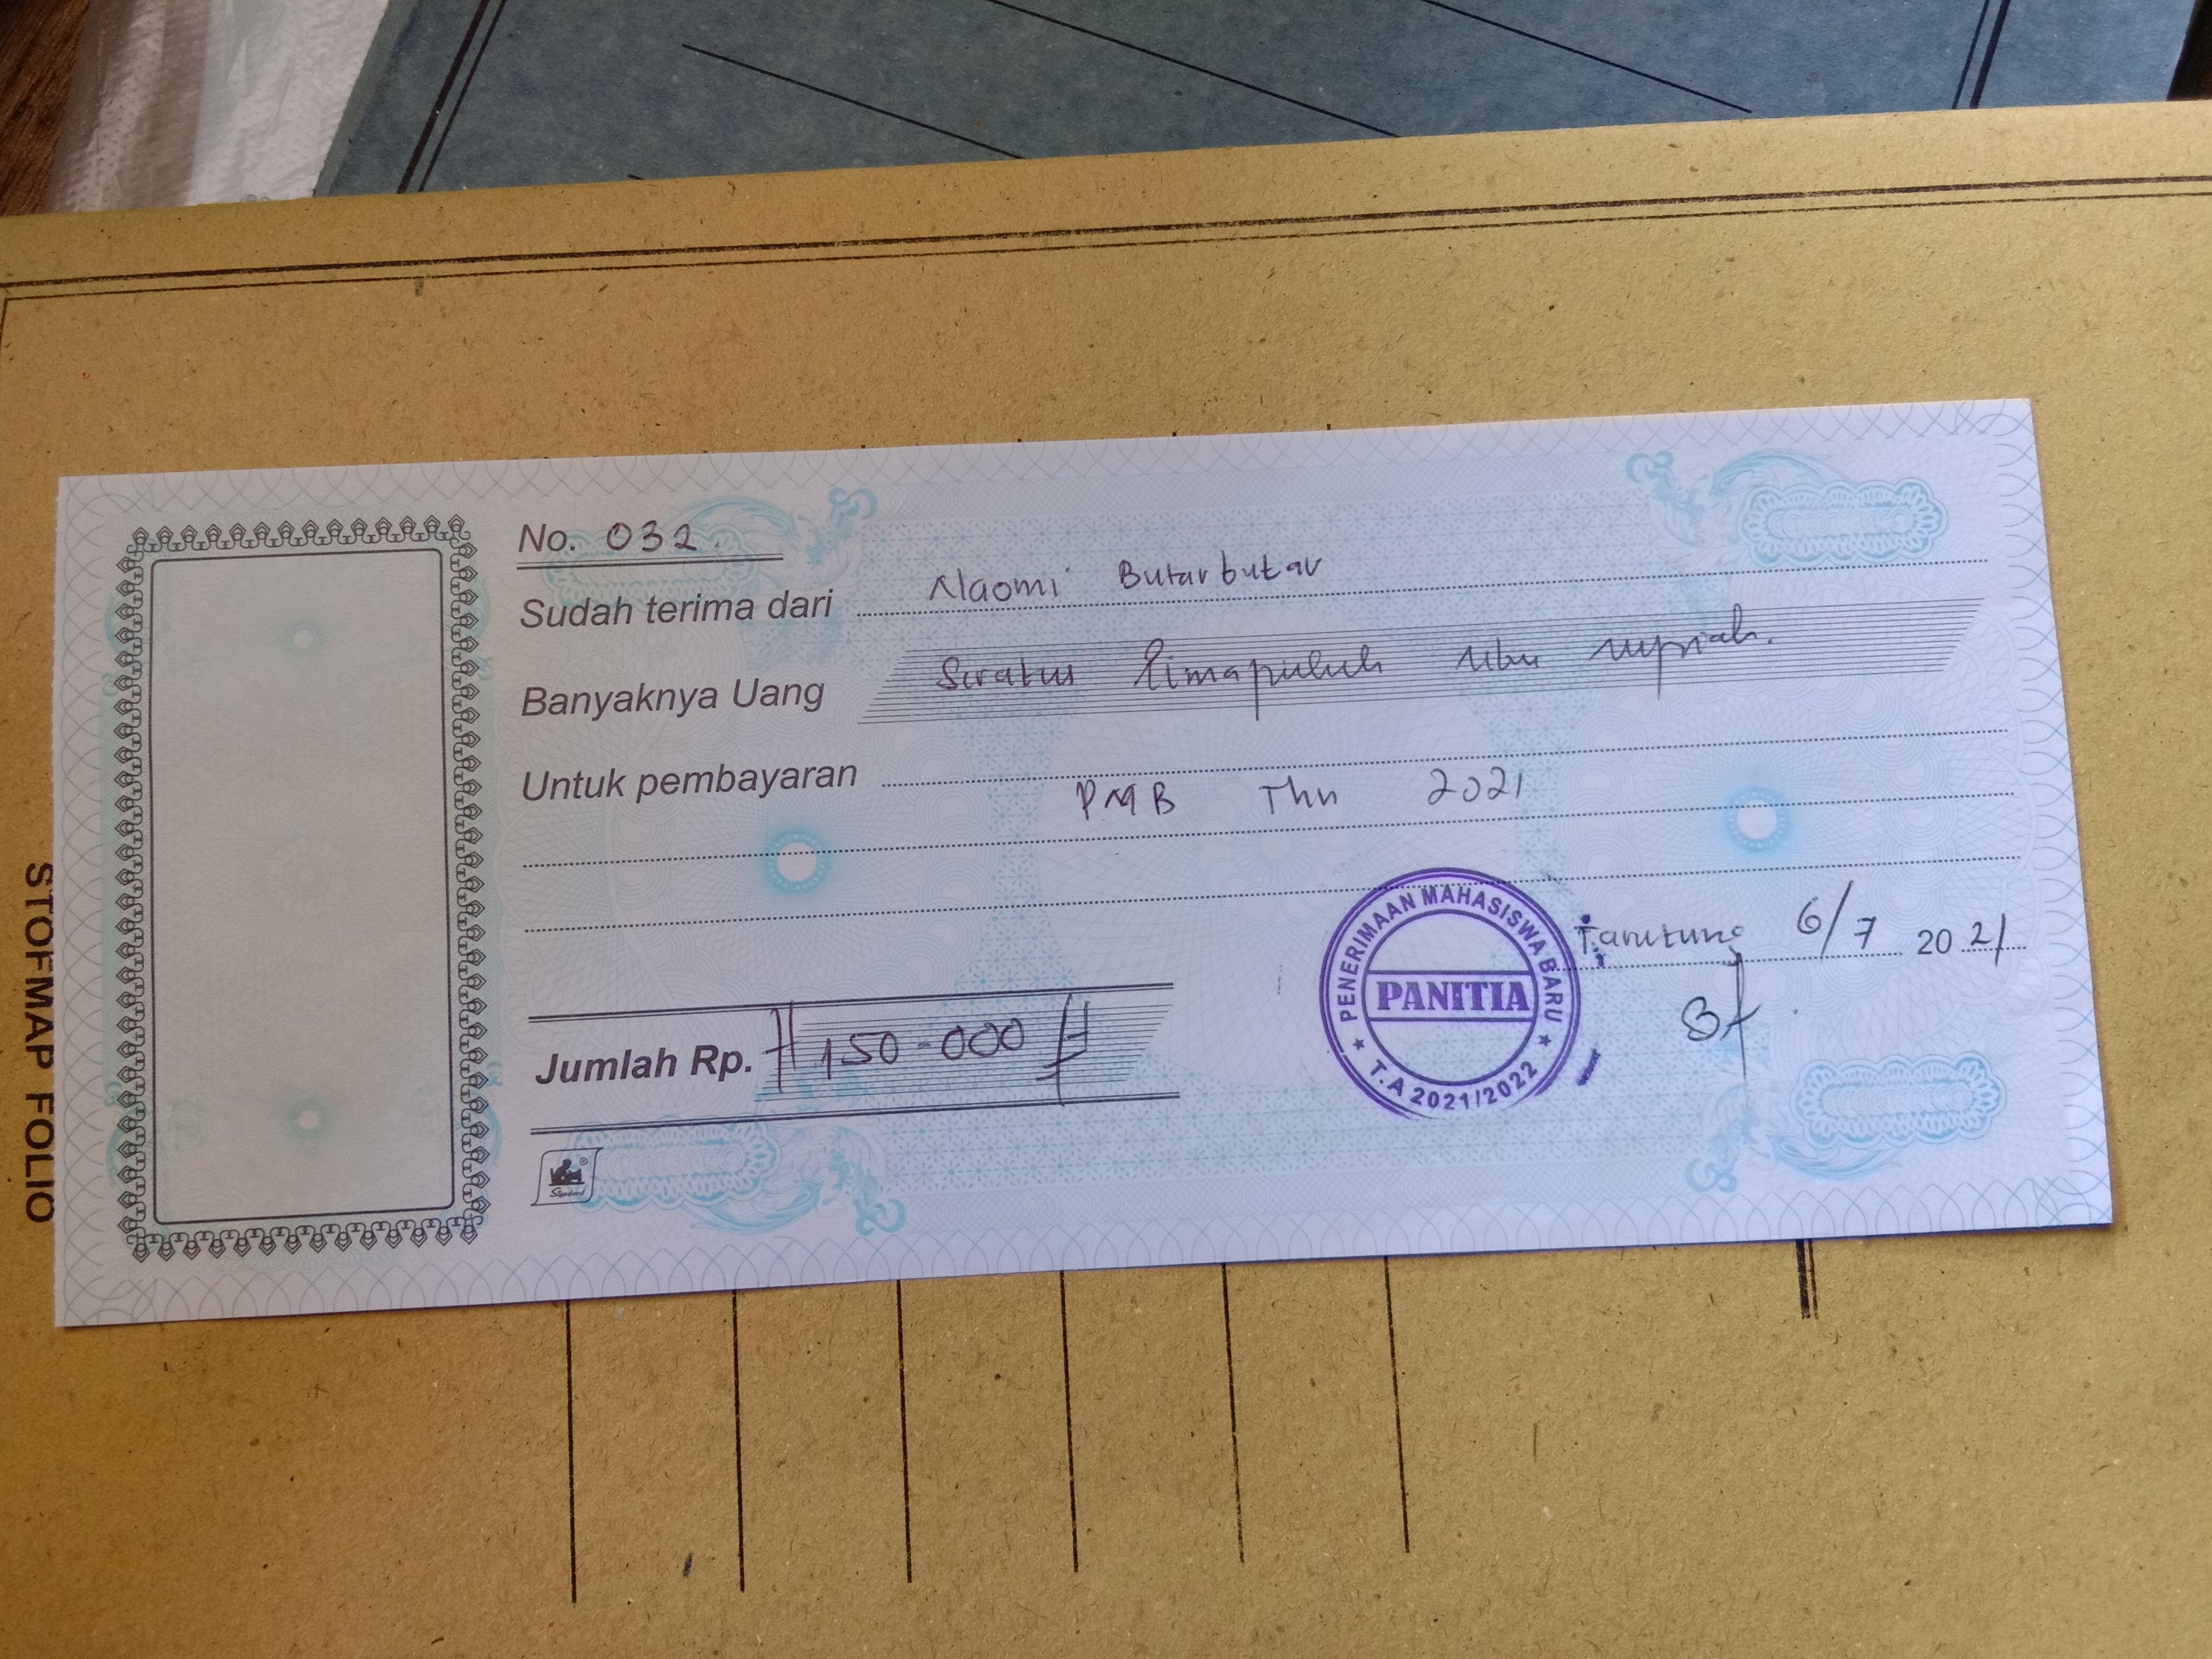 No. 032.
Sudah terima dari Naomi Butarbutar
Banyaknya Uang Seratus limapuluh ribu rupiah.
Untuk pembayaran
PMB Thn 2021
PENERIMAAN MAHASISWA BARU
PANITIA
T.A 2021/2022
Tarutung 6/7 2021
Jumlah Rp. # 150-000 #
Standard
STOFMAP FOLIO